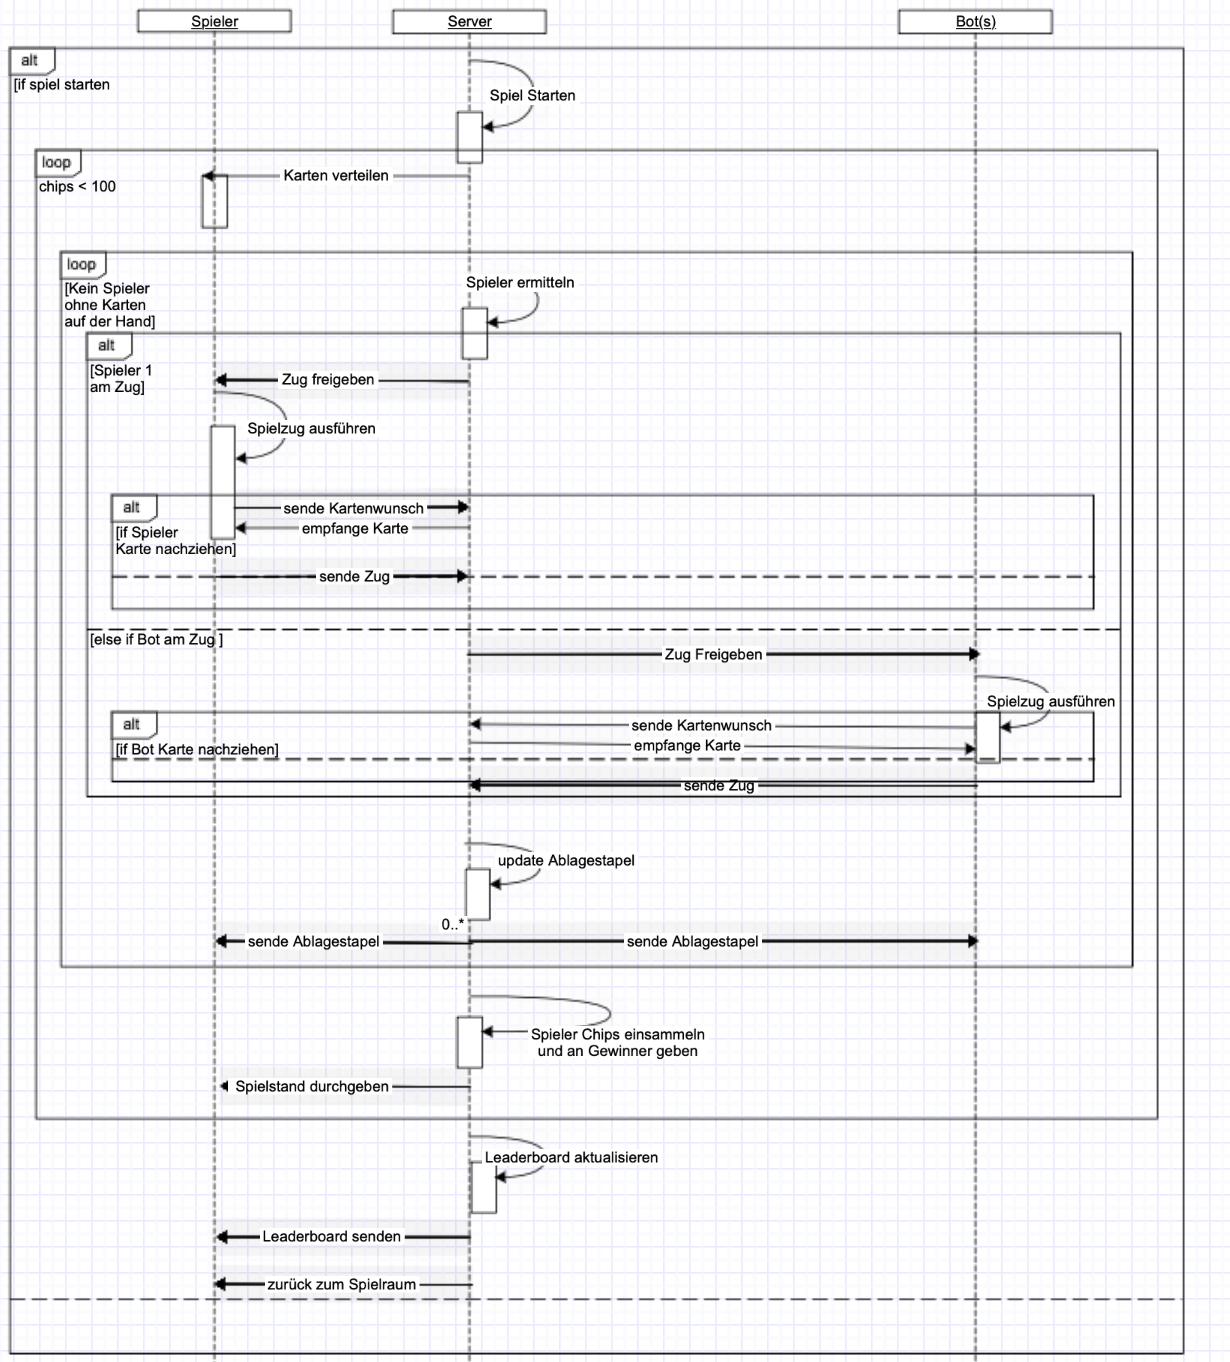 Spieler
Server
Bot(s)
alt
[if spiel starten
Spiel Starten
loop
chips < 100
Karten verteilen
loop
[Kein Spieler
ohne Karten
auf der Hand]
Spieler ermitteln
alt
[Spieler 1
am Zug]
Zug freigeben
Spielzug ausführen
alt
[if Spieler
Karte nachziehen]
sende Kartenwunsch
empfange Karte
sende Zug
[else if Bot am Zug ]
Zug Freigeben
Spielzug ausführen
alt
[if Bot Karte nachziehen]
sende Kartenwunsch
empfange Karte
sende Zug
update Ablagestapel
0..*
sende Ablagestapel
sende Ablagestapel
Spieler Chips einsammeln
und an Gewinner geben
Spielstand durchgeben
Leaderboard aktualisieren
Leaderboard senden
zurück zum Spielraum